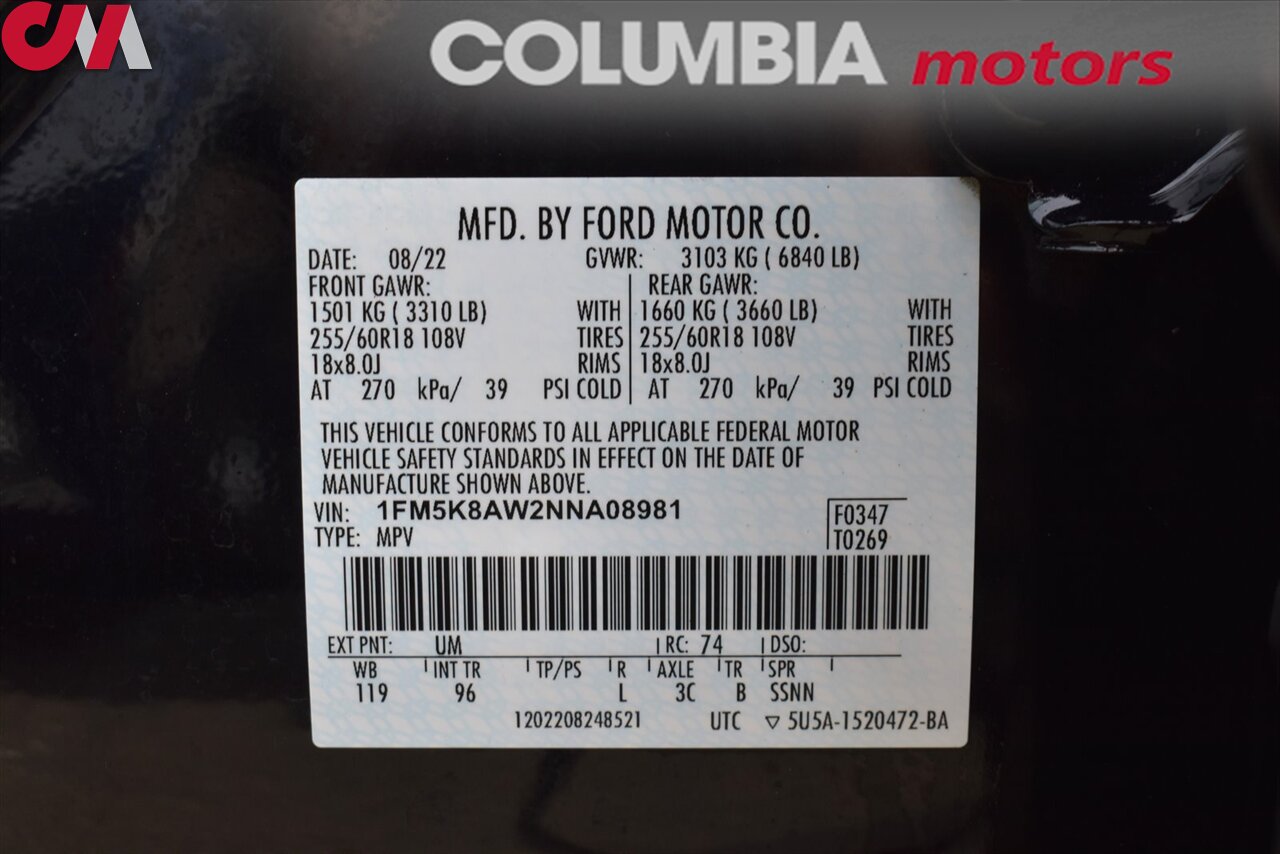 CM
COLUMBIA motors
MFD. BY FORD MOTOR CO.
DATE: 08/22 GVWR: 3103 KG ( 6840 LB)
FRONT GAWR: REAR GAWR:
1501 KG ( 3310 LB) WITH 1660 KG ( 3660 LB) WITH
255/60R18 108V TIRES 255/60R18 108V TIRES
18x8.0J RIMS 18x8.0J RIMS
AT 270 kPa/ 39 PSI COLD AT 270 kPa/ 39 PSI COLD
THIS VEHICLE CONFORMS TO ALL APPLICABLE FEDERAL MOTOR
VEHICLE SAFETY STANDARDS IN EFFECT ON THE DATE OF
MANUFACTURE SHOWN ABOVE.
VIN: 1FM5K8AW2NNA08981 F0347
TYPE: MPV T0269
EXT PNT: UM RC: 74 DSO:
WB INT TR TP/PS R AXLE TR SPR
119 96 L 3C B SSNN
1202208248521 UTC ▽ 5U5A-1520472-BA